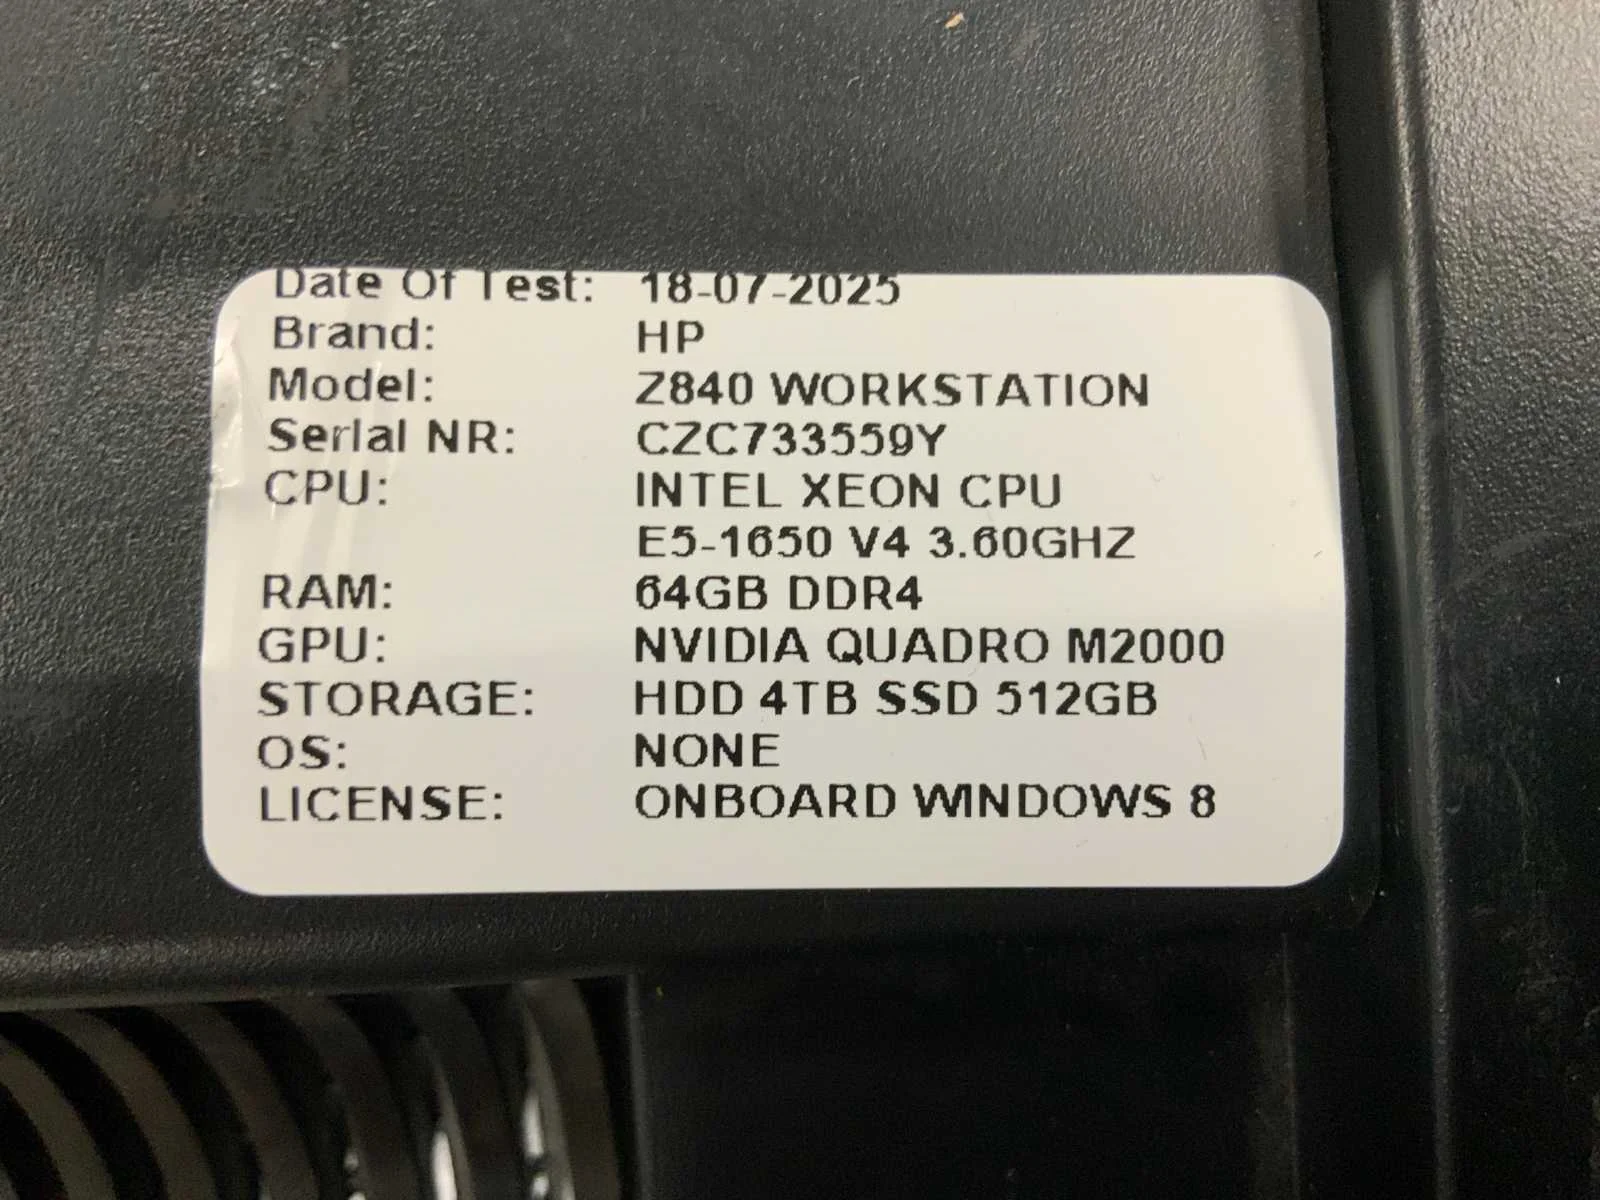 Date Of Test: 18-07-2025
Brand: HP
Model: Z840 WORKSTATION
Serial NR: CZC733559Y
CPU: INTEL XEON CPU
E5-1650 V4 3.60GHZ
RAM: 64GB DDR4
GPU: NVIDIA QUADRO M2000
STORAGE: HDD 4TB SSD 512GB
OS: NONE
LICENSE: ONBOARD WINDOWS 8